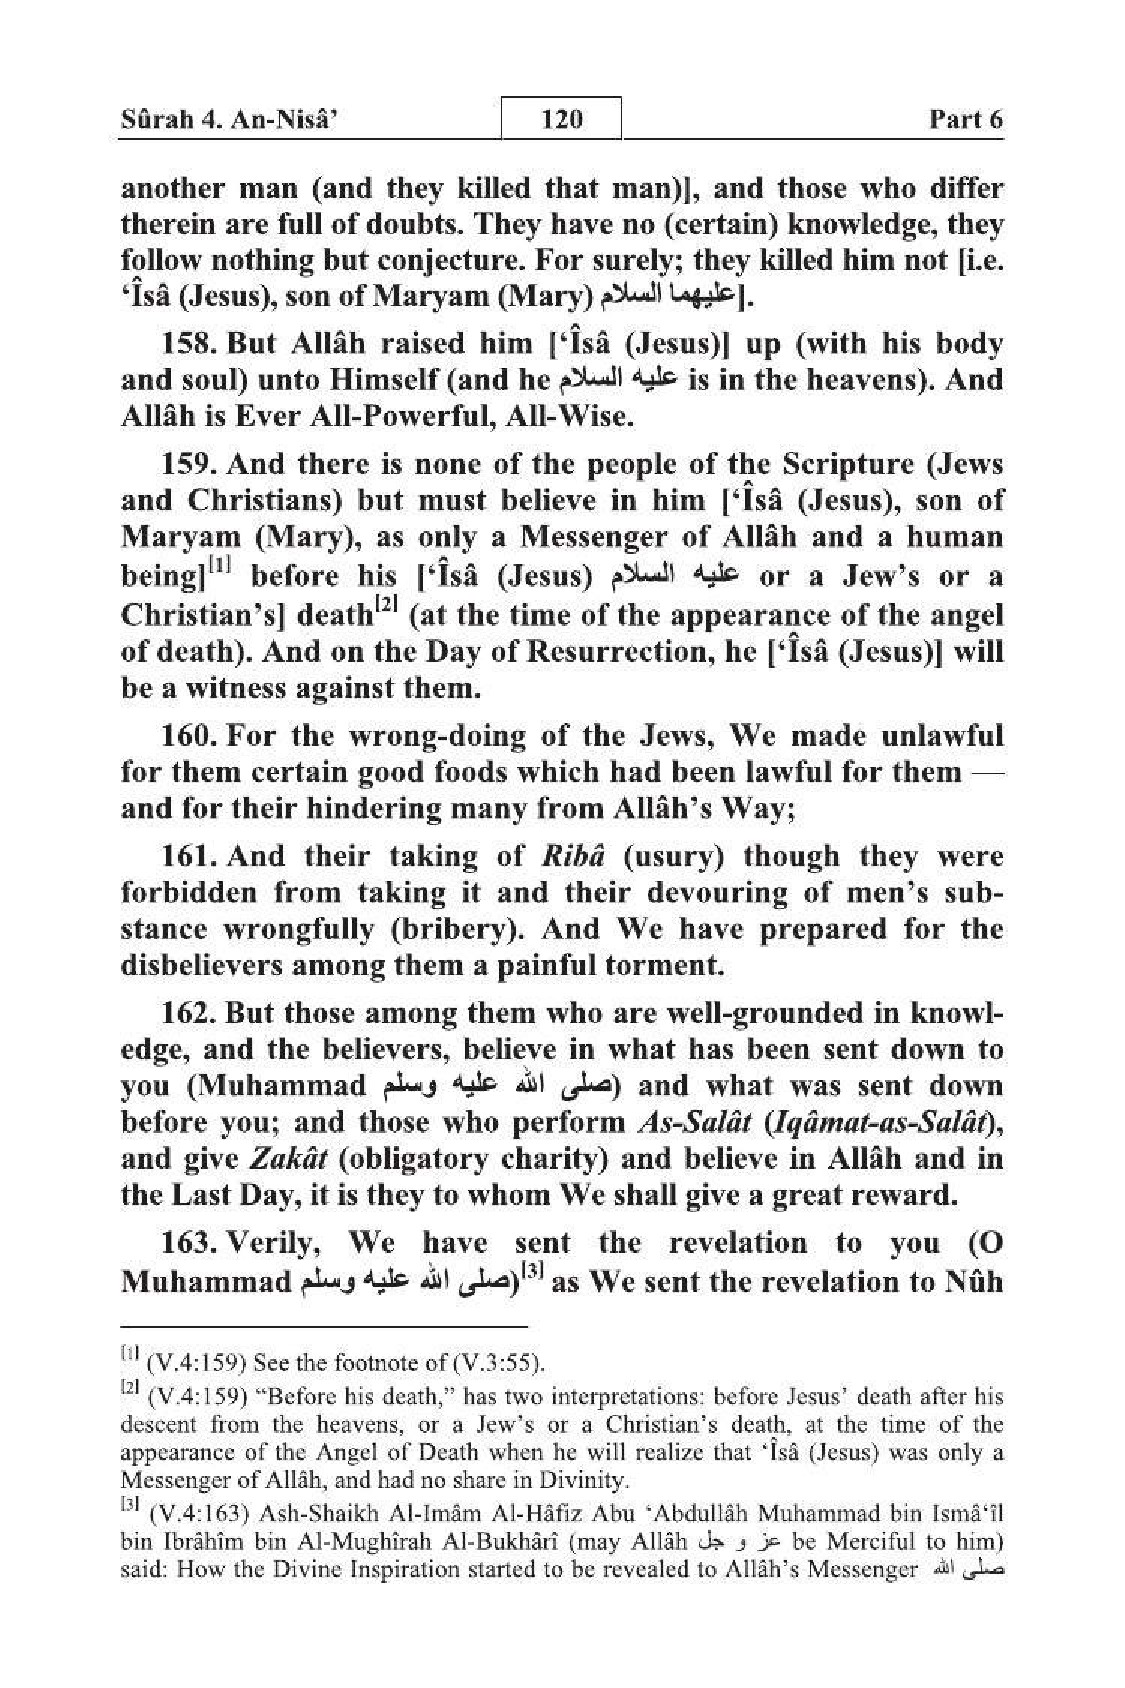 Sûrah 4. An-Nisâ’ 120 Part 6
another man (and they killed that man)], and those who differ
therein are full of doubts. They have no (certain) knowledge, they
follow nothing but conjecture. For surely; they killed him not [i.e.
‘Îsâ (Jesus), son of Maryam (Mary) عليهما السلام].
158. But Allâh raised him [‘Îsâ (Jesus)] up (with his body
and soul) unto Himself (and he عليه السلام is in the heavens). And
Allâh is Ever All-Powerful, All-Wise.
159. And there is none of the people of the Scripture (Jews
and Christians) but must believe in him [‘Îsâ (Jesus), son of
Maryam (Mary), as only a Messenger of Allâh and a human
being][1] before his [‘Îsâ (Jesus) عليه السلام or a Jew’s or a
Christian’s] death[2] (at the time of the appearance of the angel
of death). And on the Day of Resurrection, he [‘Îsâ (Jesus)] will
be a witness against them.
160. For the wrong-doing of the Jews, We made unlawful
for them certain good foods which had been lawful for them —
and for their hindering many from Allâh’s Way;
161. And their taking of Ribâ (usury) though they were
forbidden from taking it and their devouring of men’s sub-
stance wrongfully (bribery). And We have prepared for the
disbelievers among them a painful torment.
162. But those among them who are well-grounded in knowl-
edge, and the believers, believe in what has been sent down to
you (Muhammad صلى الله عليه وسلم) and what was sent down
before you; and those who perform As-Salât (Iqâmat-as-Salât),
and give Zakât (obligatory charity) and believe in Allâh and in
the Last Day, it is they to whom We shall give a great reward.
163. Verily, We have sent the revelation to you (O
Muhammad صلى الله عليه وسلم)[3] as We sent the revelation to Nûh
[1] (V.4:159) See the footnote of (V.3:55).
[2] (V.4:159) “Before his death,” has two interpretations: before Jesus’ death after his
descent from the heavens, or a Jew’s or a Christian’s death, at the time of the
appearance of the Angel of Death when he will realize that ‘Îsâ (Jesus) was only a
Messenger of Allâh, and had no share in Divinity.
[3] (V.4:163) Ash-Shaikh Al-Imâm Al-Hâfiz Abu ‘Abdullâh Muhammad bin Ismâ‘îl
bin Ibrâhîm bin Al-Mughîrah Al-Bukhârî (may Allâh عز و جل be Merciful to him)
said: How the Divine Inspiration started to be revealed to Allâh’s Messenger صلى الله